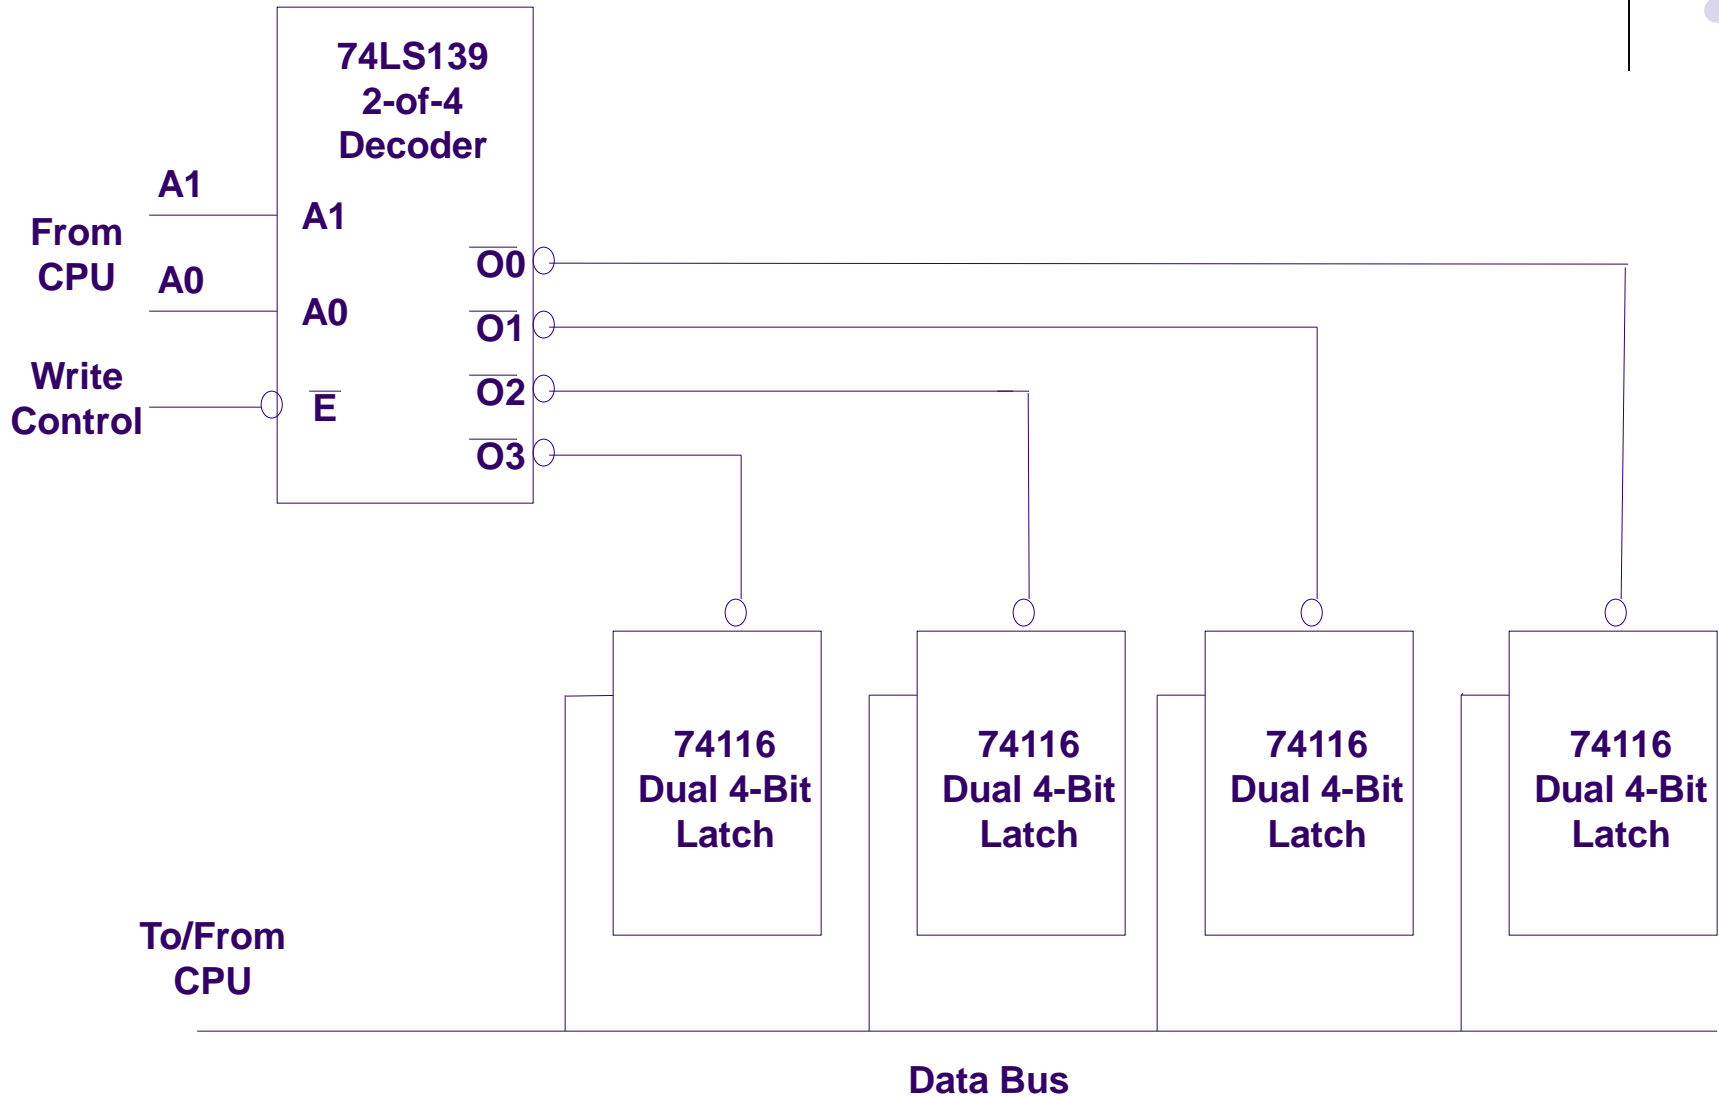 74LS139
2-of-4
Decoder
A1
A1
From
CPU
A0
A0
Write
Control
E
O0
O1
O2
O3
74116
Dual 4-Bit
Latch
74116
Dual 4-Bit
Latch
74116
Dual 4-Bit
Latch
74116
Dual 4-Bit
Latch
To/From
CPU
Data Bus